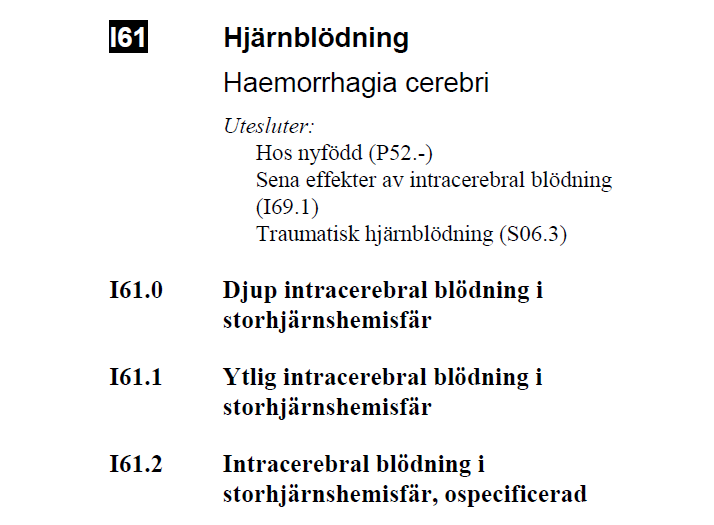 I61 Hjärnblödning
Haemorrhagia cerebri
Utesluter:
Hos nyfödd (P52.-)
Sena effekter av intracerebral blödning
(I69.1)
Traumatisk hjärnblödning (S06.3)
I61.0 Djup intracerebral blödning i
storhjärnshemisfär
I61.1 Ytlig intracerebral blödning i
storhjärnshemisfär
I61.2 Intracerebral blödning i
storhjärnshemisfär, ospecificerad